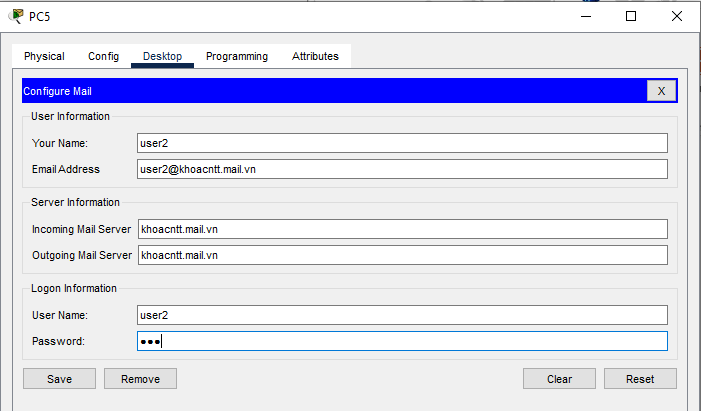 PC5
Physical Config Desktop Programming Attributes
Configure Mail X
User Information
Your Name: user2
Email Address user2@khoacntt.mail.vn
Server Information
Incoming Mail Server khoacntt.mail.vn
Outgoing Mail Server khoacntt.mail.vn
Logon Information
User Name: user2
Password: •••
Save Remove Clear Reset